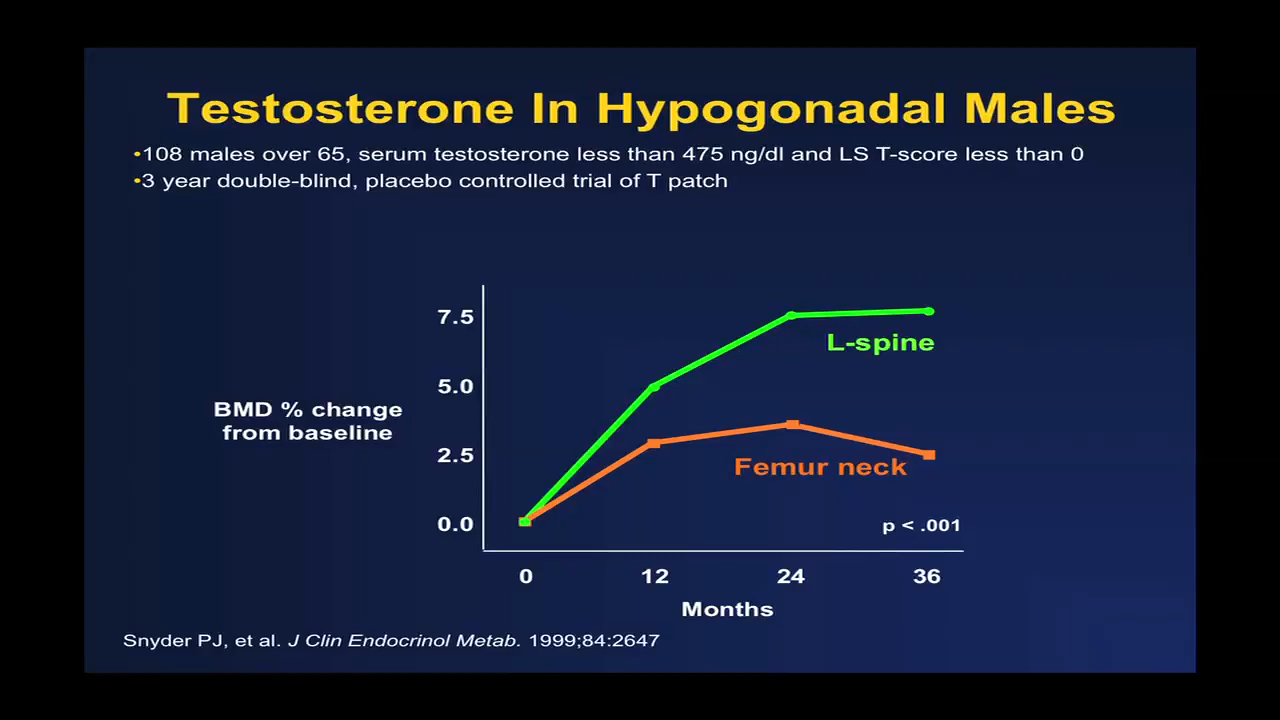 Testosterone In Hypogonadal Males
•108 males over 65, serum testosterone less than 475 ng/dl and LS T-score less than 0
•3 year double-blind, placebo controlled trial of T patch
7.5
L-spine
5.0
BMD % change
from baseline
2.5
Femur neck
0.0
p < .001
0 12 24 36
Months
Snyder PJ, et al. J Clin Endocrinol Metab. 1999;84:2647